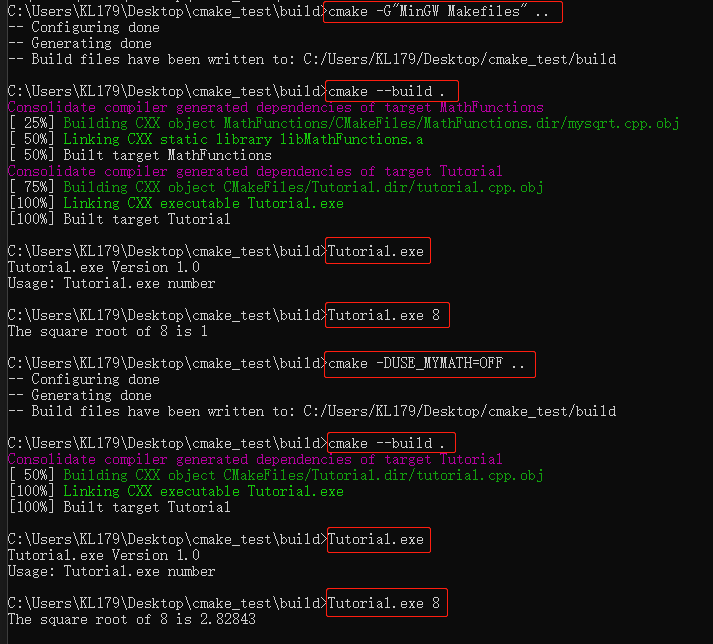 C:\Users\KL179\Desktop\cmake_test\build>cmake -G"MinGW Makefiles" ..
-- Configuring done
-- Generating done
-- Build files have been written to: C:/Users/KL179/Desktop/cmake_test/build
C:\Users\KL179\Desktop\cmake_test\build>cmake --build .
Consolidate compiler generated dependencies of target MathFunctions
[ 25%] Building CXX object MathFunctions/CMakeFiles/MathFunctions.dir/mysqrt.cpp.obj
[ 50%] Linking CXX static library libMathFunctions.a
[ 50%] Built target MathFunctions
Consolidate compiler generated dependencies of target Tutorial
[ 75%] Building CXX object CMakeFiles/Tutorial.dir/tutorial.cpp.obj
[100%] Linking CXX executable Tutorial.exe
[100%] Built target Tutorial
C:\Users\KL179\Desktop\cmake_test\build>Tutorial.exe
Tutorial.exe Version 1.0
Usage: Tutorial.exe number
C:\Users\KL179\Desktop\cmake_test\build>Tutorial.exe 8
The square root of 8 is 1
C:\Users\KL179\Desktop\cmake_test\build>cmake -DUSE_MYMATH=OFF ..
-- Configuring done
-- Generating done
-- Build files have been written to: C:/Users/KL179/Desktop/cmake_test/build
C:\Users\KL179\Desktop\cmake_test\build>cmake --build .
Consolidate compiler generated dependencies of target Tutorial
[ 50%] Building CXX object CMakeFiles/Tutorial.dir/tutorial.cpp.obj
[100%] Linking CXX executable Tutorial.exe
[100%] Built target Tutorial
C:\Users\KL179\Desktop\cmake_test\build>Tutorial.exe
Tutorial.exe Version 1.0
Usage: Tutorial.exe number
C:\Users\KL179\Desktop\cmake_test\build>Tutorial.exe 8
The square root of 8 is 2.82843